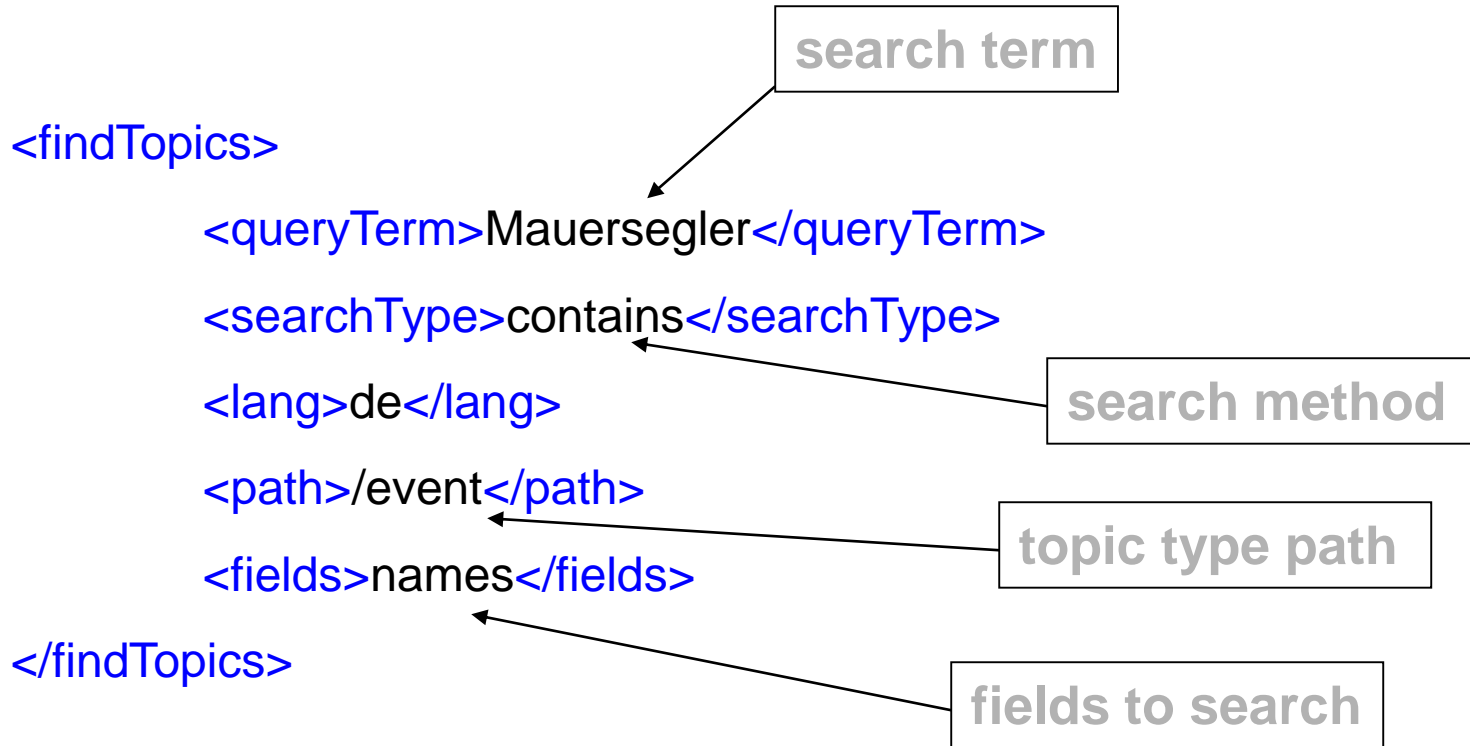 search term
<findTopics>
<queryTerm>Mauersegler</queryTerm>
<searchType>contains</searchType>
<lang>de</lang>
search method
<path>/event</path>
topic type path
<fields>names</fields>
</findTopics>
fields to search